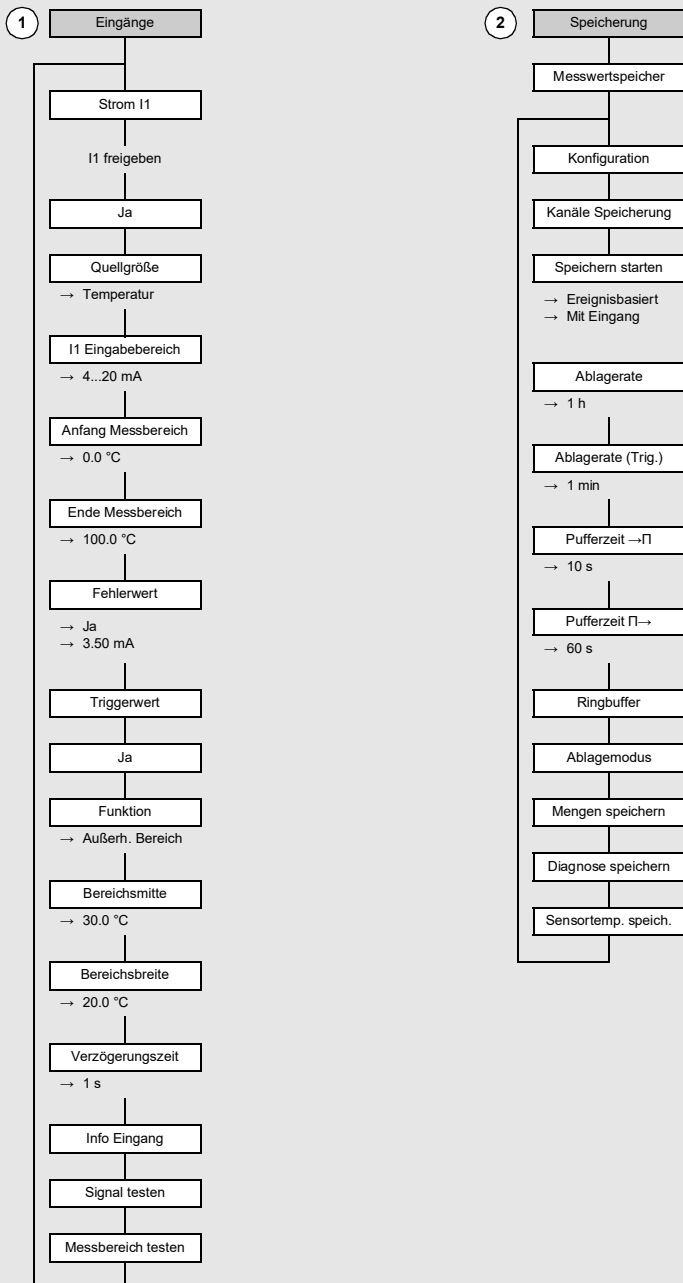 1
Eingänge
Strom I1
I1 freigeben
Ja
Quellgröße
→ Temperatur
I1 Eingabebereich
→ 4...20 mA
Anfang Messbereich
→ 0.0 °C
Ende Messbereich
→ 100.0 °C
Fehlerwert
→ Ja
→ 3.50 mA
Triggerwert
Ja
Funktion
→ Außerh. Bereich
Bereichsmitte
→ 30.0 °C
Bereichsbreite
→ 20.0 °C
Verzögerungszeit
→ 1 s
Info Eingang
Signal testen
Messbereich testen
2
Speicherung
Messwertspeicher
Konfiguration
Kanäle Speicherung
Speichern starten
→ Ereignisbasiert
→ Mit Eingang
Ablagerate
→ 1 h
Ablagerate (Trig.)
→ 1 min
Pufferzeit →Π
→ 10 s
Pufferzeit Π→
→ 60 s
Ringbuffer
Ablagemodus
Mengen speichern
Diagnose speichern
Sensortemp. speich.